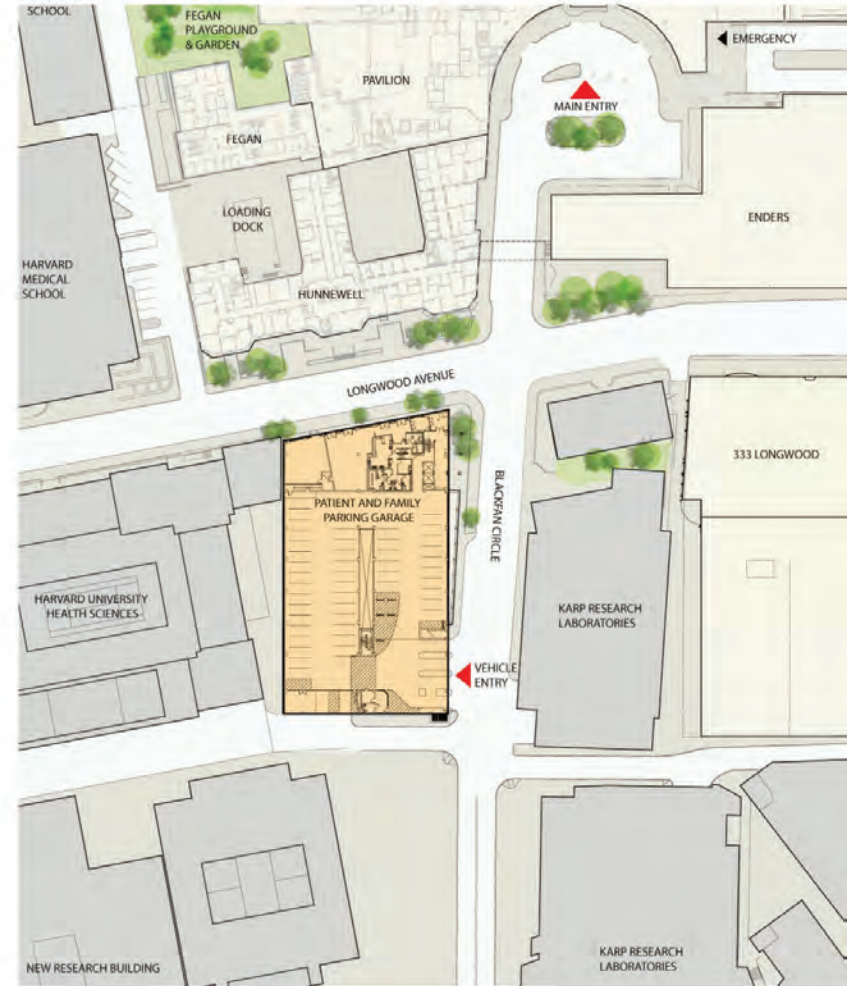 SCHOOL
FEGAN
PLAYGROUND
& GARDEN
EMERGENCY
PAVILION
MAIN ENTRY
FEGAN
LOADING
DOCK
ENDERS
HARVARD
MEDICAL
SCHOOL
HUNNEWELL
LONGWOOD AVENUE
333 LONGWOOD
BLACKFAN CIRCLE
PATIENT AND FAMILY
PARKING GARAGE
HARVARD UNIVERSITY
HEALTH SCIENCES
KARP RESEARCH
LABORATORIES
VEHICLE
ENTRY
NEW RESEARCH BUILDING
KARP RESEARCH
LABORATORIES